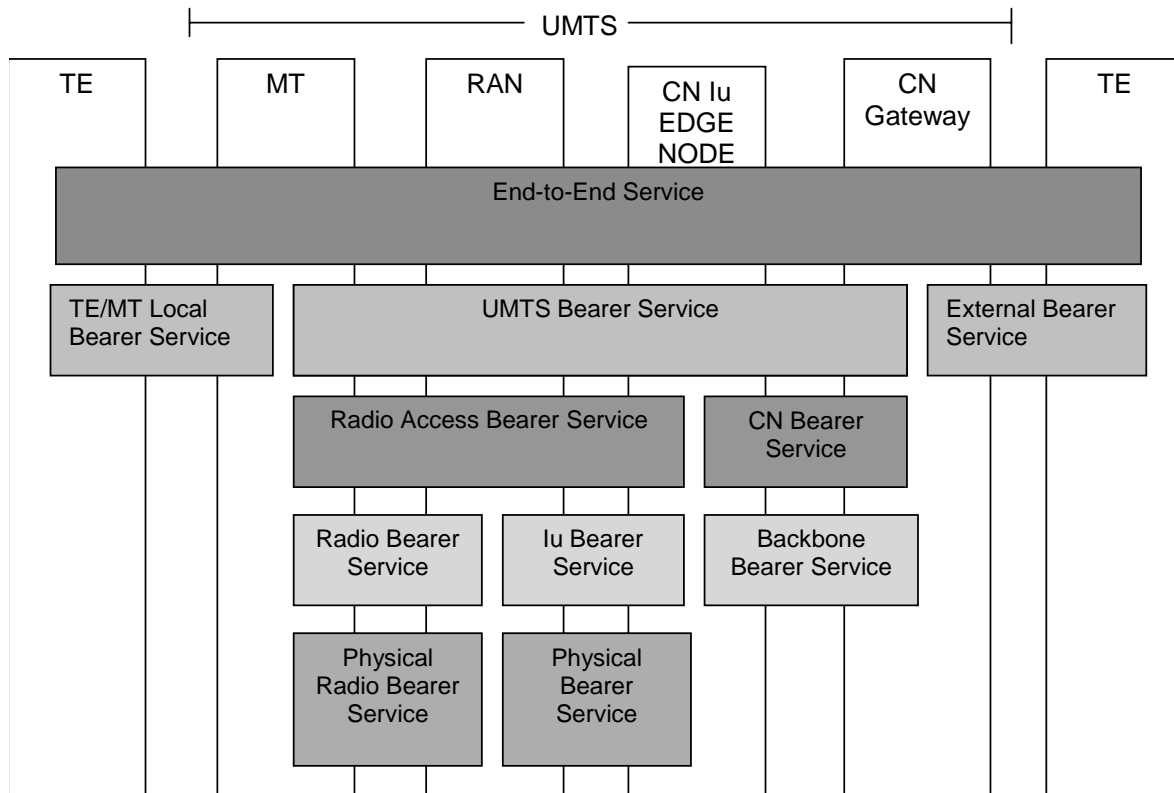 UMTS
TE
MT
RAN
CN Iu
EDGE
NODE
CN
Gateway
TE
End-to-End Service
TE/MT Local
Bearer Service
UMTS Bearer Service
External Bearer
Service
Radio Access Bearer Service
CN Bearer
Service
Radio Bearer
Service
Iu Bearer
Service
Backbone
Bearer Service
Physical
Radio Bearer
Service
Physical
Bearer
Service